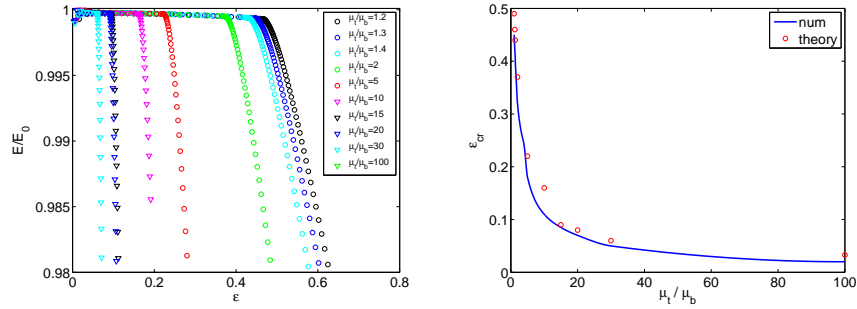 1
0.995
0.99
0.985
0.98
E/E0
0 0.2 0.4 0.6 0.8
ε
μt/μb=1.2
μt/μb=1.3
μt/μb=1.4
μt/μb=2
μt/μb=5
μt/μb=10
μt/μb=15
μt/μb=20
μt/μb=30
μt/μb=100
0.5
0.4
0.3
0.2
0.1
0
εcr
0 20 40 60 80 100
μt / μb
num
theory